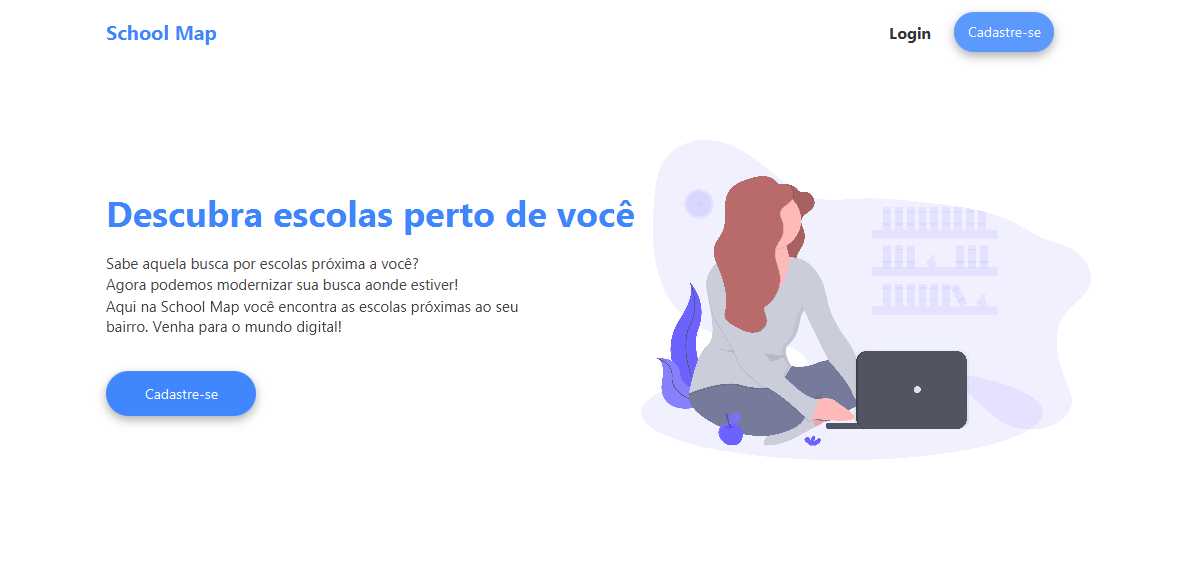 School Map
Login
Cadastre-se
Descubra escolas perto de você
Sabe aquela busca por escolas próxima a você?
Agora podemos modernizar sua busca aonde estiver!
Aqui na School Map você encontra as escolas próximas ao seu
bairro. Venha para o mundo digital!
Cadastre-se